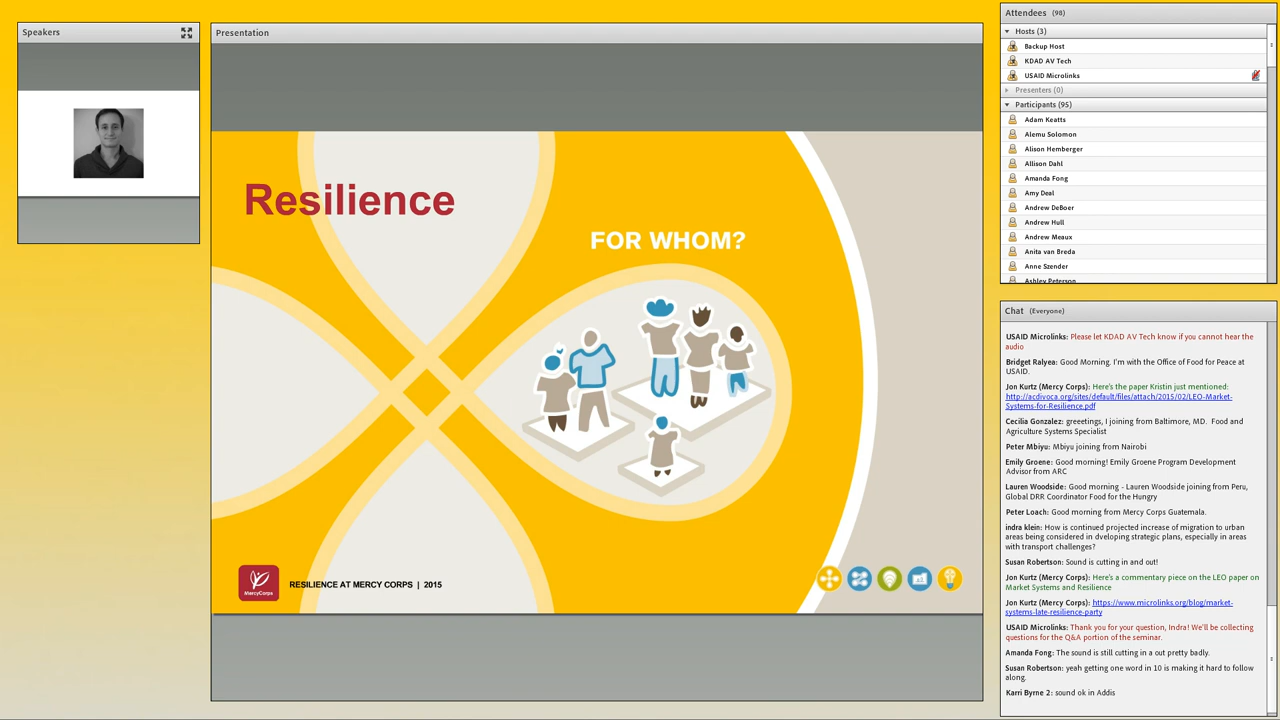 Speakers
Presentation
Resilience
FOR WHOM?
MercyCorps
RESILIENCE AT MERCY CORPS | 2015
Attendees (98)
Hosts (3)
Backup Host
KDAD AV Tech
USAID Microlinks
Presenters (0)
Participants (95)
Adam Keatts
Alemu Solomon
Alison Hemberger
Allison Dahl
Amanda Fong
Amy Deal
Andrew DeBoer
Andrew Hull
Andrew Meaux
Anita van Breda
Anne Szender
Ashley Peterson
Chat (Everyone)
USAID Microlinks: Please let KDAD AV Tech know if you cannot hear the
audio
Bridget Ralyea: Good Morning. I'm with the Office of Food for Peace at
USAID.
Jon Kurtz (Mercy Corps): Here's the paper Kristin just mentioned:
http://acdivoca.org/sites/default/files/attach/2015/02/LEO-Market-
Systems-for-Resilience.pdf
Cecilia Gonzalez: greeetings, I joining from Baltimore, MD. Food and
Agriculture Systems Specialist
Peter Mbiyu: Mbiyu joining from Nairobi
Emily Groene: Good morning! Emily Groene Program Development
Advisor from ARC
Lauren Woodside: Good morning - Lauren Woodside joining from Peru,
Global DRR Coordinator Food for the Hungry
Peter Loach: Good morning from Mercy Corps Guatemala.
indra klein: How is continued projected increase of migration to urban
areas being considered in dveloping strategic plans, especially in areas
with transport challenges?
Susan Robertson: Sound is cutting in and out!
Jon Kurtz (Mercy Corps): Here's a commentary piece on the LEO paper on
Market Systems and Resilience
Jon Kurtz (Mercy Corps): https://www.microlinks.org/blog/market-
systems-late-resilience-party
USAID Microlinks: Thank you for your question, Indra! We'll be collecting
questions for the Q&A portion of the seminar.
Amanda Fong: The sound is still cutting in a out pretty badly.
Susan Robertson: yeah getting one word in 10 is making it hard to follow
along.
Karri Byrne 2: sound ok in Addis